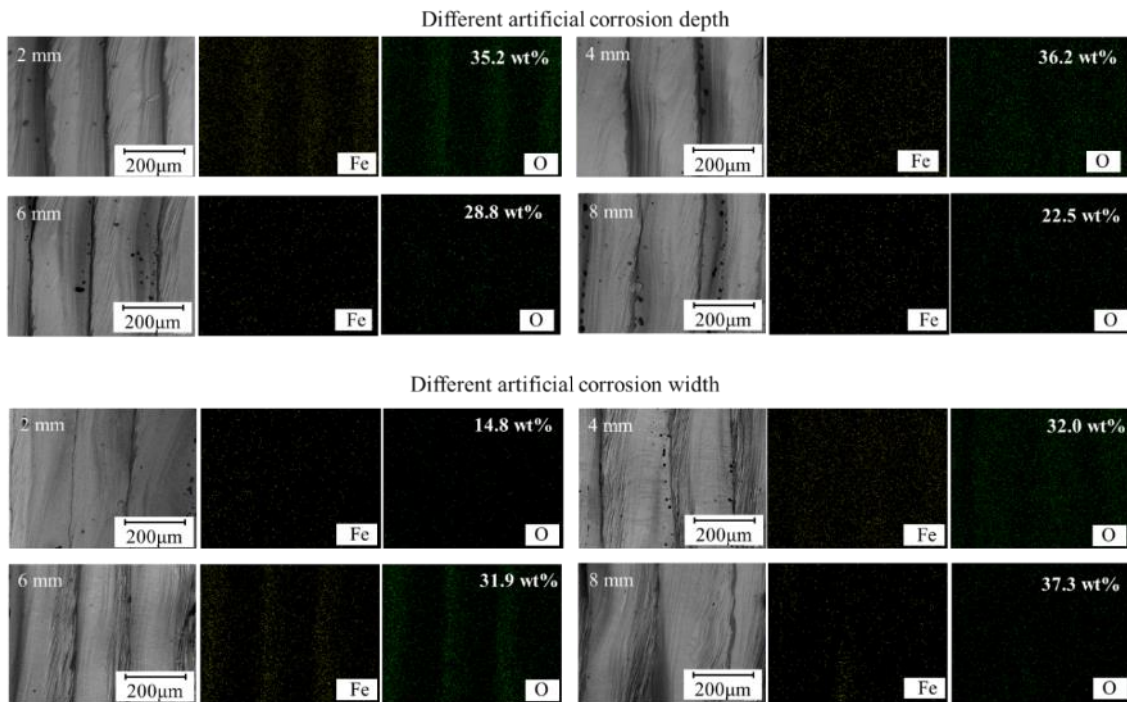 Different artificial corrosion depth
2 mm 35.2 wt% 4 mm 36.2 wt%
200μm Fe O 200μm Fe O
6 mm 28.8 wt% 8 mm 22.5 wt%
200μm Fe O 200μm Fe O
Different artificial corrosion width
2 mm 14.8 wt% 4 mm 32.0 wt%
200μm Fe O 200μm Fe O
6 mm 31.9 wt% 8 mm 37.3 wt%
200μm Fe O 200μm Fe O